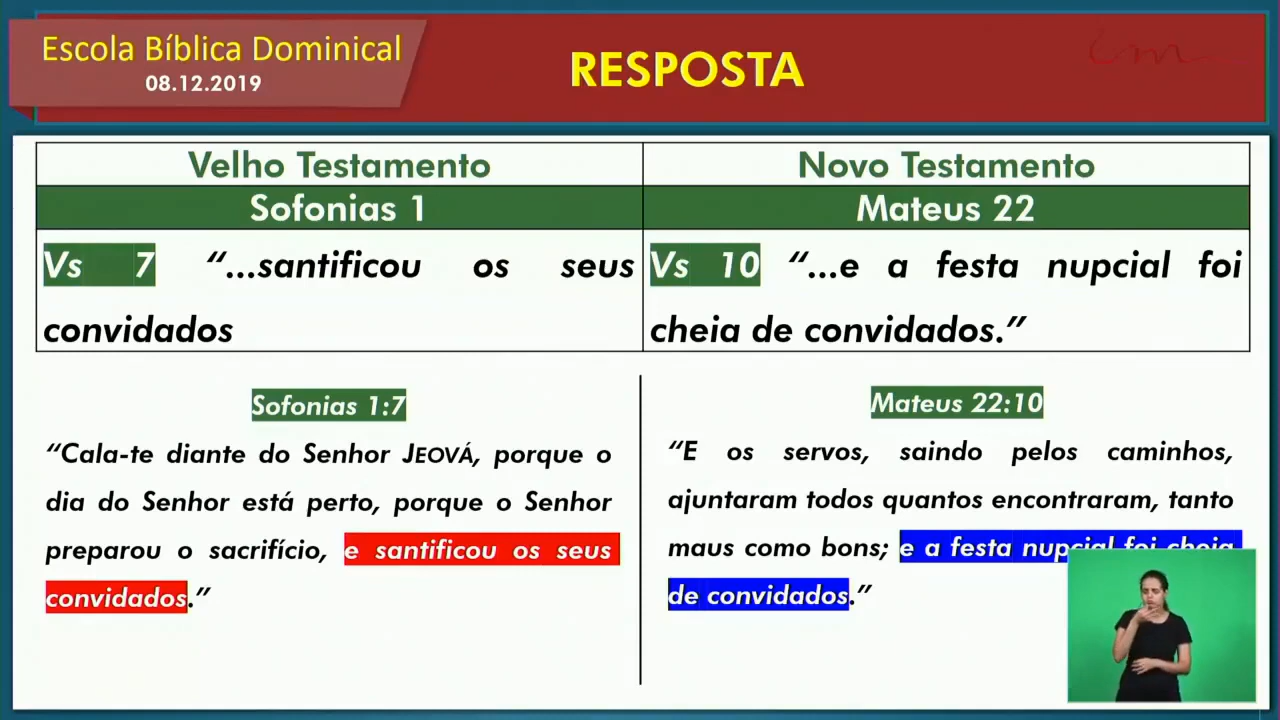 Escola Bíblica Dominical
08.12.2019
RESPOSTA
Velho Testamento
Novo Testamento
Sofonias 1
Mateus 22
Vs 7 “...santificou os seus
convidados
Vs 10 “...e a festa nupcial foi
cheia de convidados.”
Sofonias 1:7
“Cala-te diante do Senhor JEOVÁ, porque o
dia do Senhor está perto, porque o Senhor
preparou o sacrifício, e santificou os seus
convidados.”
Mateus 22:10
“E os servos, saindo pelos caminhos,
ajuntaram todos quantos encontraram, tanto
maus como bons; e a festa nupcial foi cheia
de convidados.”